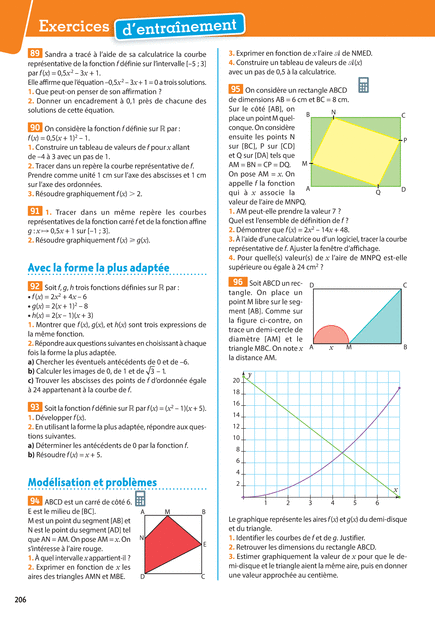 Exercices d'entraînement
89 Sandra a tracé à l'aide de sa calculatrice la courbe
représentative de la fonction f définie sur l'intervalle [–5 ; 3]
par f(x) = 0,5x² – 3x + 1.
Elle affirme que l'équation –0,5x² – 3x + 1 = 0 a trois solutions.
1. Que peut-on penser de son affirmation ?
2. Donner un encadrement à 0,1 près de chacune des
solutions de cette équation.
90 On considère la fonction f définie sur ℝ par :
f(x) = 0,5(x + 1)² – 1.
1. Construire un tableau de valeurs de f pour x allant
de –4 à 3 avec un pas de 1.
2. Tracer dans un repère la courbe représentative de f.
Prendre comme unité 1 cm sur l'axe des abscisses et 1 cm
sur l'axe des ordonnées.
3. Résoudre graphiquement f(x) > 2.
91 1. Tracer dans un même repère les courbes
représentatives de la fonction carré f et de la fonction affine
g : x ↦ 0,5x + 1 sur [–1 ; 3].
2. Résoudre graphiquement f(x) ⩾ g(x).
Avec la forme la plus adaptée
92 Soit f, g, h trois fonctions définies sur ℝ par :
• f(x) = 2x² + 4x – 6
• g(x) = 2(x + 1)² – 8
• h(x) = 2(x – 1)(x + 3)
1. Montrer que f(x), g(x), et h(x) sont trois expressions de
la même fonction.
2. Répondre aux questions suivantes en choisissant à chaque
fois la forme la plus adaptée.
a) Chercher les éventuels antécédents de 0 et de –6.
b) Calculer les images de 0, de 1 et de √3 – 1.
c) Trouver les abscisses des points de f d'ordonnée égale
à 24 appartenant à la courbe de f.
93 Soit la fonction f définie sur ℝ par f(x) = (x² – 1)(x + 5).
1. Développer f(x).
2. En utilisant la forme la plus adaptée, répondre aux ques-
tions suivantes.
a) Déterminer les antécédents de 0 par la fonction f.
b) Résoudre f(x) = x + 5.
Modélisation et problèmes
94 ABCD est un carré de côté 6.
E est le milieu de [BC].
M est un point du segment [AB] et
N est le point du segment [AD] tel
que AN = AM. On pose AM = x. On
s'intéresse à l'aire rouge.
1. À quel intervalle x appartient-il ?
2. Exprimer en fonction de x les
aires des triangles AMN et MBE.
A M B
N
E
D C
3. Exprimer en fonction de x l'aire 𝒜 de NMED.
4. Construire un tableau de valeurs de 𝒜(x)
avec un pas de 0,5 à la calculatrice.
95 On considère un rectangle ABCD
de dimensions AB = 6 cm et BC = 8 cm.
Sur le côté [AB], on
place un point M quel-
conque. On considère
ensuite les points N
sur [BC], P sur [CD]
et Q sur [DA] tels que
AM = BN = CP = DQ.
On pose AM = x. On
appelle f la fonction
qui à x associe la
valeur de l'aire de MNPQ.
B N C
P
M
A Q D
1. AM peut-elle prendre la valeur 7 ?
Quel est l'ensemble de définition de f ?
2. Démontrer que f(x) = 2x² – 14x + 48.
3. À l'aide d'une calculatrice ou d'un logiciel, tracer la courbe
représentative de f. Ajuster la fenêtre d'affichage.
4. Pour quelle(s) valeur(s) de x l'aire de MNPQ est-elle
supérieure ou égale à 24 cm² ?
96 Soit ABCD un rec-
tangle. On place un
point M libre sur le seg-
ment [AB]. Comme sur
la figure ci-contre, on
trace un demi-cercle de
diamètre [AM] et le
triangle MBC. On note x
la distance AM.
D C
A x M B
y
20
18
16
14
12
10
8
6
4
2
x
1 2 3 4 5 6
Le graphique représente les aires f(x) et g(x) du demi-disque
et du triangle.
1. Identifier les courbes de f et de g. Justifier.
2. Retrouver les dimensions du rectangle ABCD.
3. Estimer graphiquement la valeur de x pour que le de-
mi-disque et le triangle aient la même aire, puis en donner
une valeur approchée au centième.
206